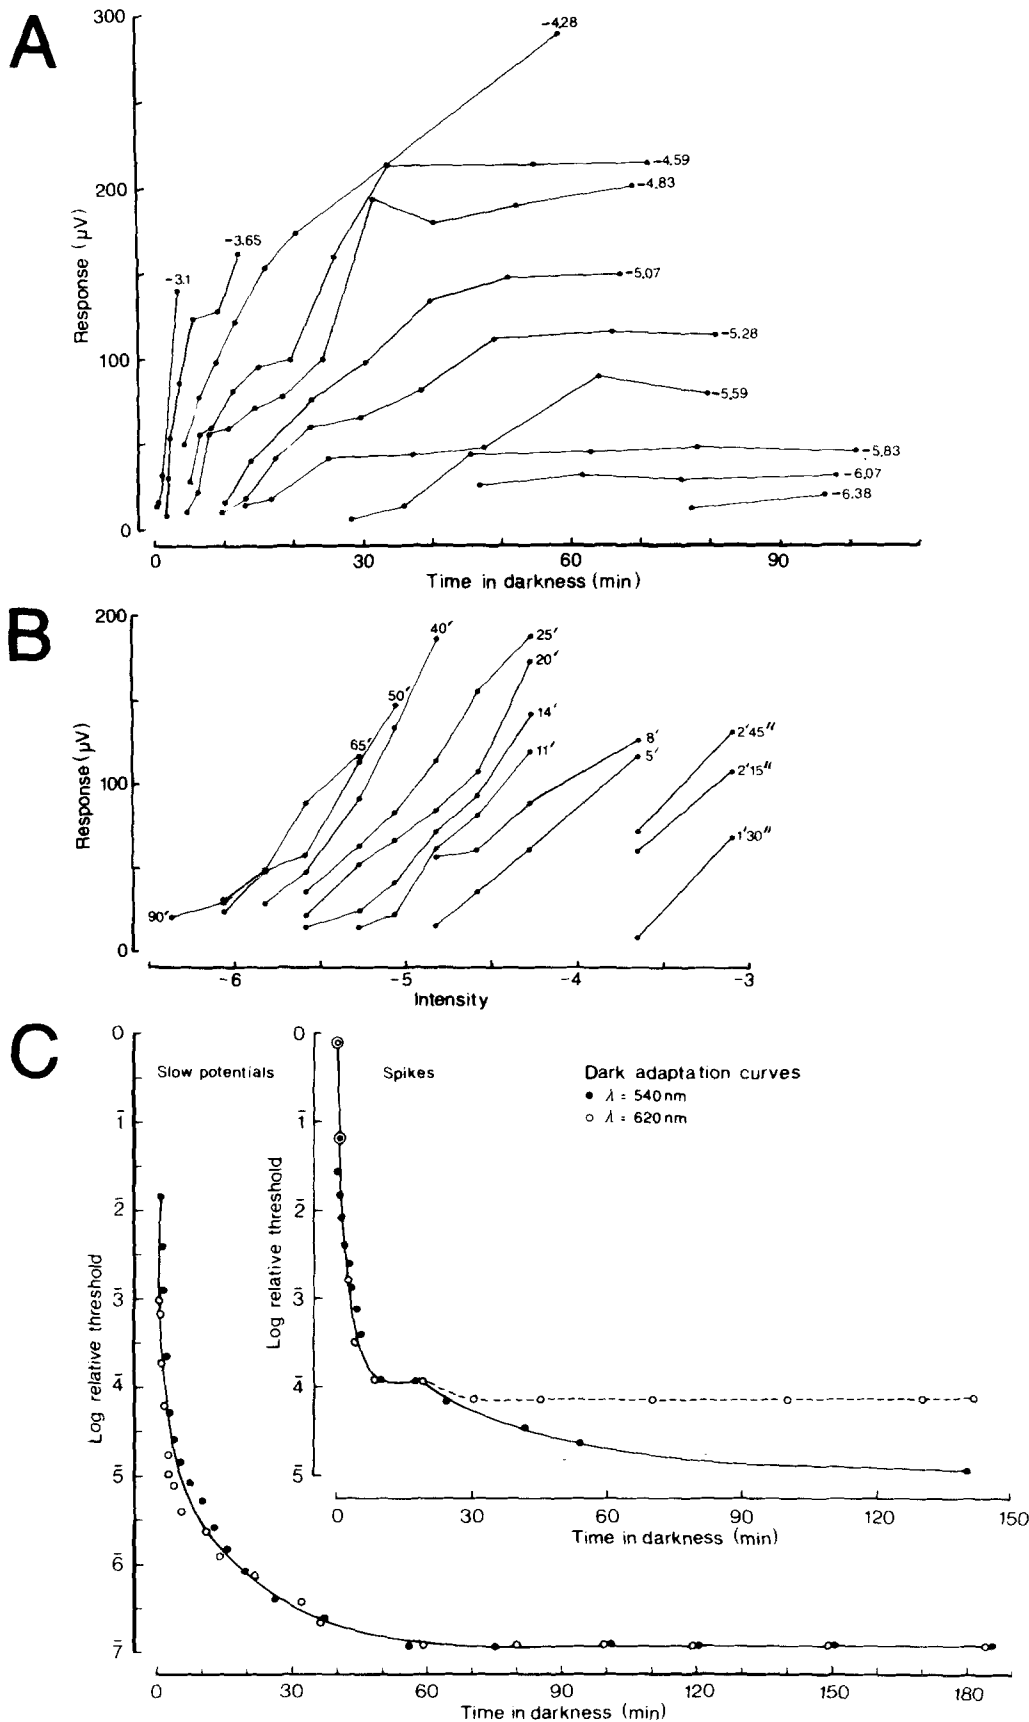 A
300
200
100
0
Response (µV)
-4.28
-4.59
-4.83
-3.65
-3.1
-5.07
-5.28
-5.59
-5.83
-6.07
-6.38
0 30 60 90
Time in darkness (min)
B
200
100
0
Response (µV)
40′
25′
20′
50′
14′
65′
11′
8′
5′
2′45″
2′15″
1′30″
90′
-6 -5 -4 -3
Intensity
C
0
1̄
2̄
3̄
4̄
5̄
6̄
7̄
Log relative threshold
Slow potentials
0
1̄
2̄
3̄
4̄
5̄
Log relative threshold
Spikes
Dark adaptation curves
● λ = 540 nm
○ λ = 620 nm
0 30 60 90 120 150
Time in darkness (min)
0 30 60 90 120 150 180
Time in darkness (min)